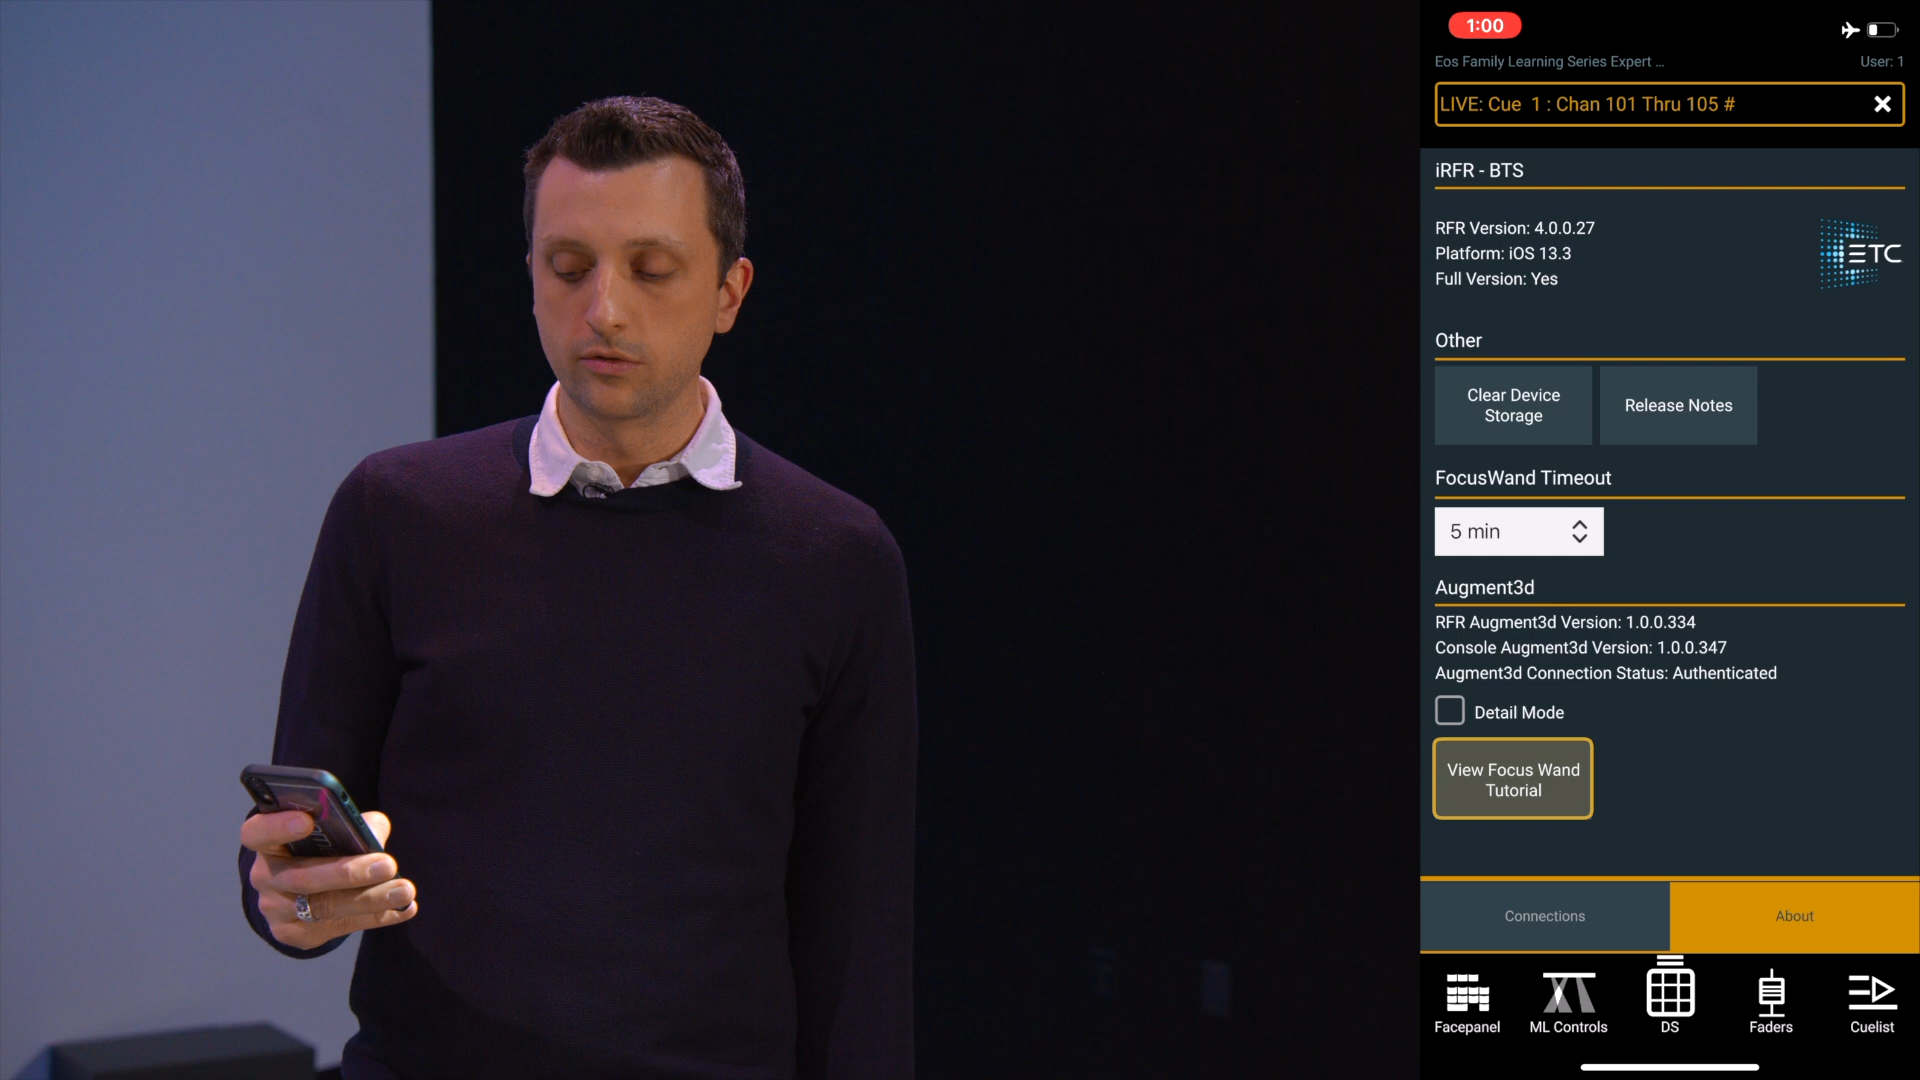 1:00
Eos Family Learning Series Expert ...
User: 1
LIVE: Cue 1 : Chan 101 Thru 105 #
iRFR - BTS
RFR Version: 4.0.0.27
Platform: iOS 13.3
Full Version: Yes
ETC
Other
Clear Device
Storage
Release Notes
FocusWand Timeout
5 min
Augment3d
RFR Augment3d Version: 1.0.0.334
Console Augment3d Version: 1.0.0.347
Augment3d Connection Status: Authenticated
Detail Mode
View Focus Wand
Tutorial
Connections
About
Facepanel
ML Controls
DS
Faders
Cuelist